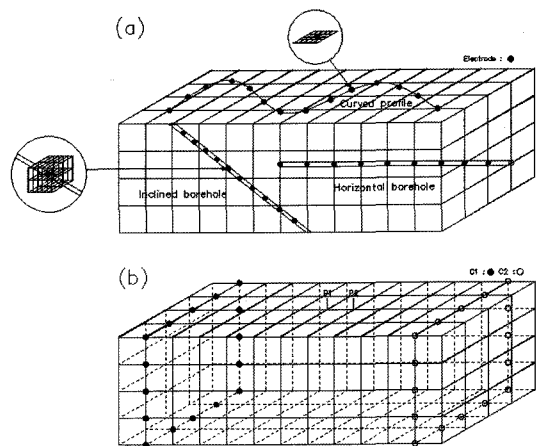 (a)
Electrode :
Curved profile
Inclined borehole
Horizontal borehole
(b)
C1 : C2 :
P1 P2